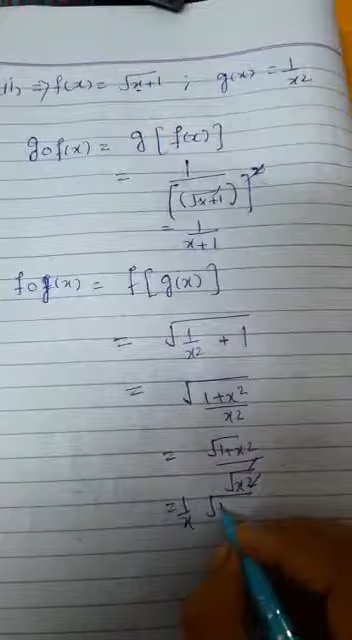 ii) ⇒ f(x) = √x+1 ; g(x) = 1/x2
gof(x) = g[f(x)]
= 1/[(√x+1)]2
= 1/x+1
fog(x) = f[g(x)]
= √1/x2 + 1
= √1+x2/x2
= √1+x2/√x2
= 1/x √1